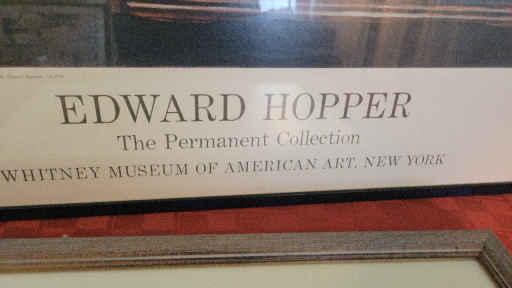 EDWARD HOPPER
The Permanent Collection
WHITNEY MUSEUM OF AMERICAN ART, NEW YORK